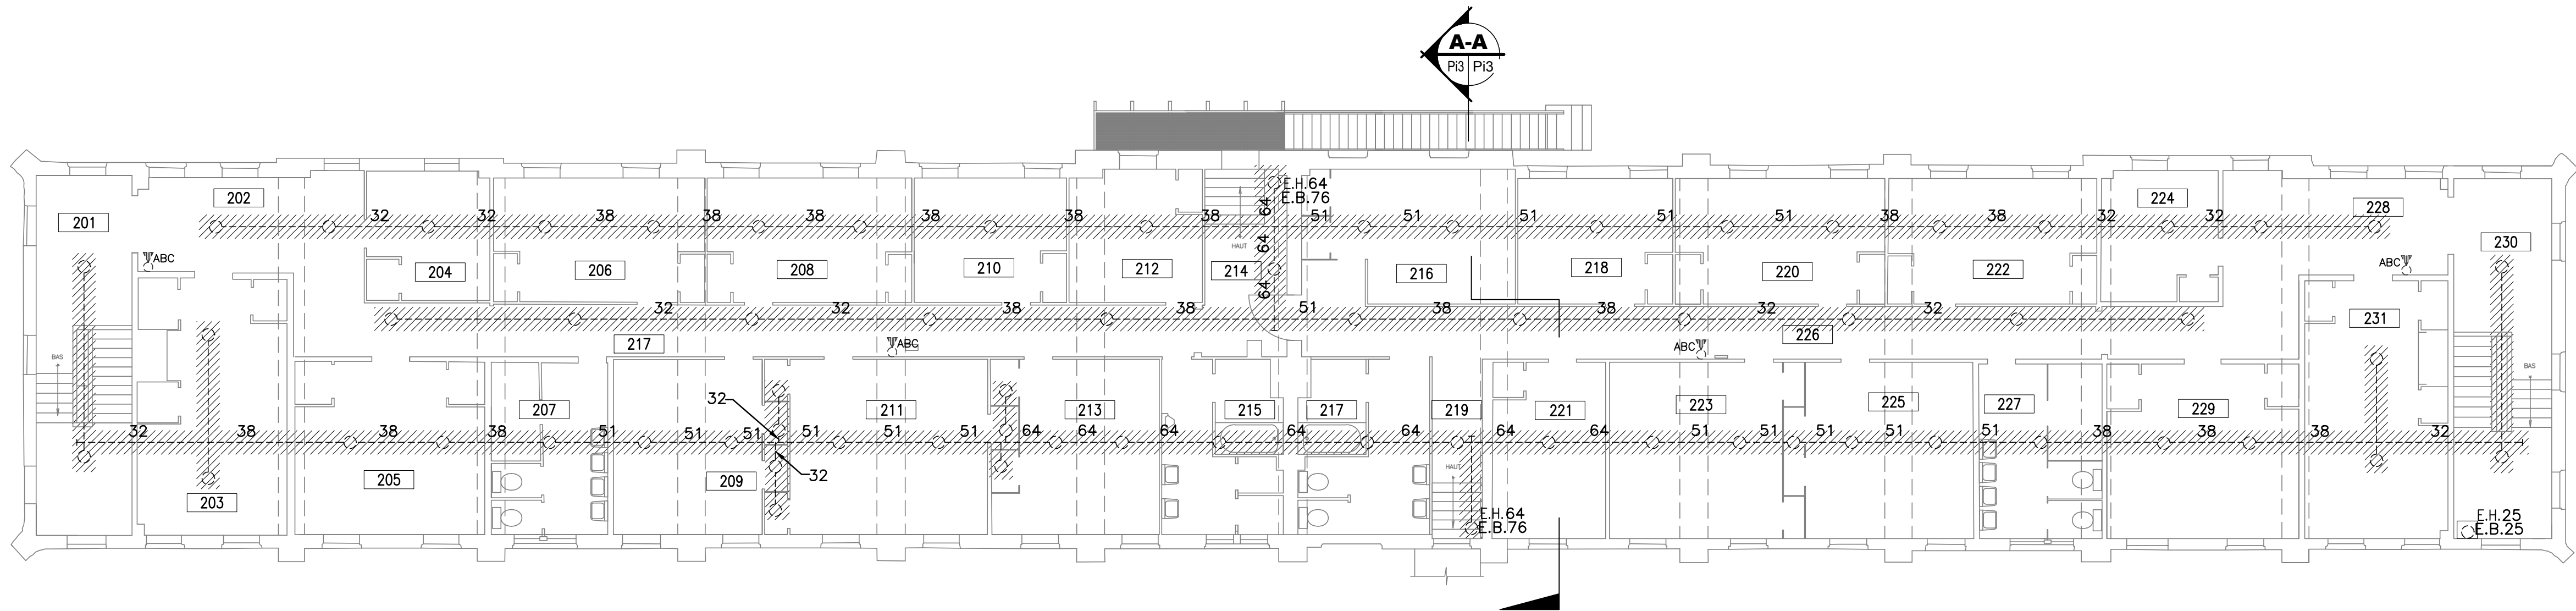 A-A
Pi3 Pi3
E.H.64
E.B.76
202
201
32 32 38 38 38 38 38 38 51 51 51 51 51 38 38 32 32
224
228
230
64
64
64
HAUT
ABC
204
206
208
210
212
214
216
218
220
222
ABC
32 32 38 38 51 38 38 32 32
217
226
231
ABC
ABC
BAS
BAS
32
207
211
213
215
217
219
221
223
225
227
229
32 38 38 38 51 51 51 51 51 51 64 64 64 64 64 64 64 51 51 51 51 51 38 38 38 32
HAUT
32
205
209
203
E.H.64
E.B.76
E.H.25
E.B.25